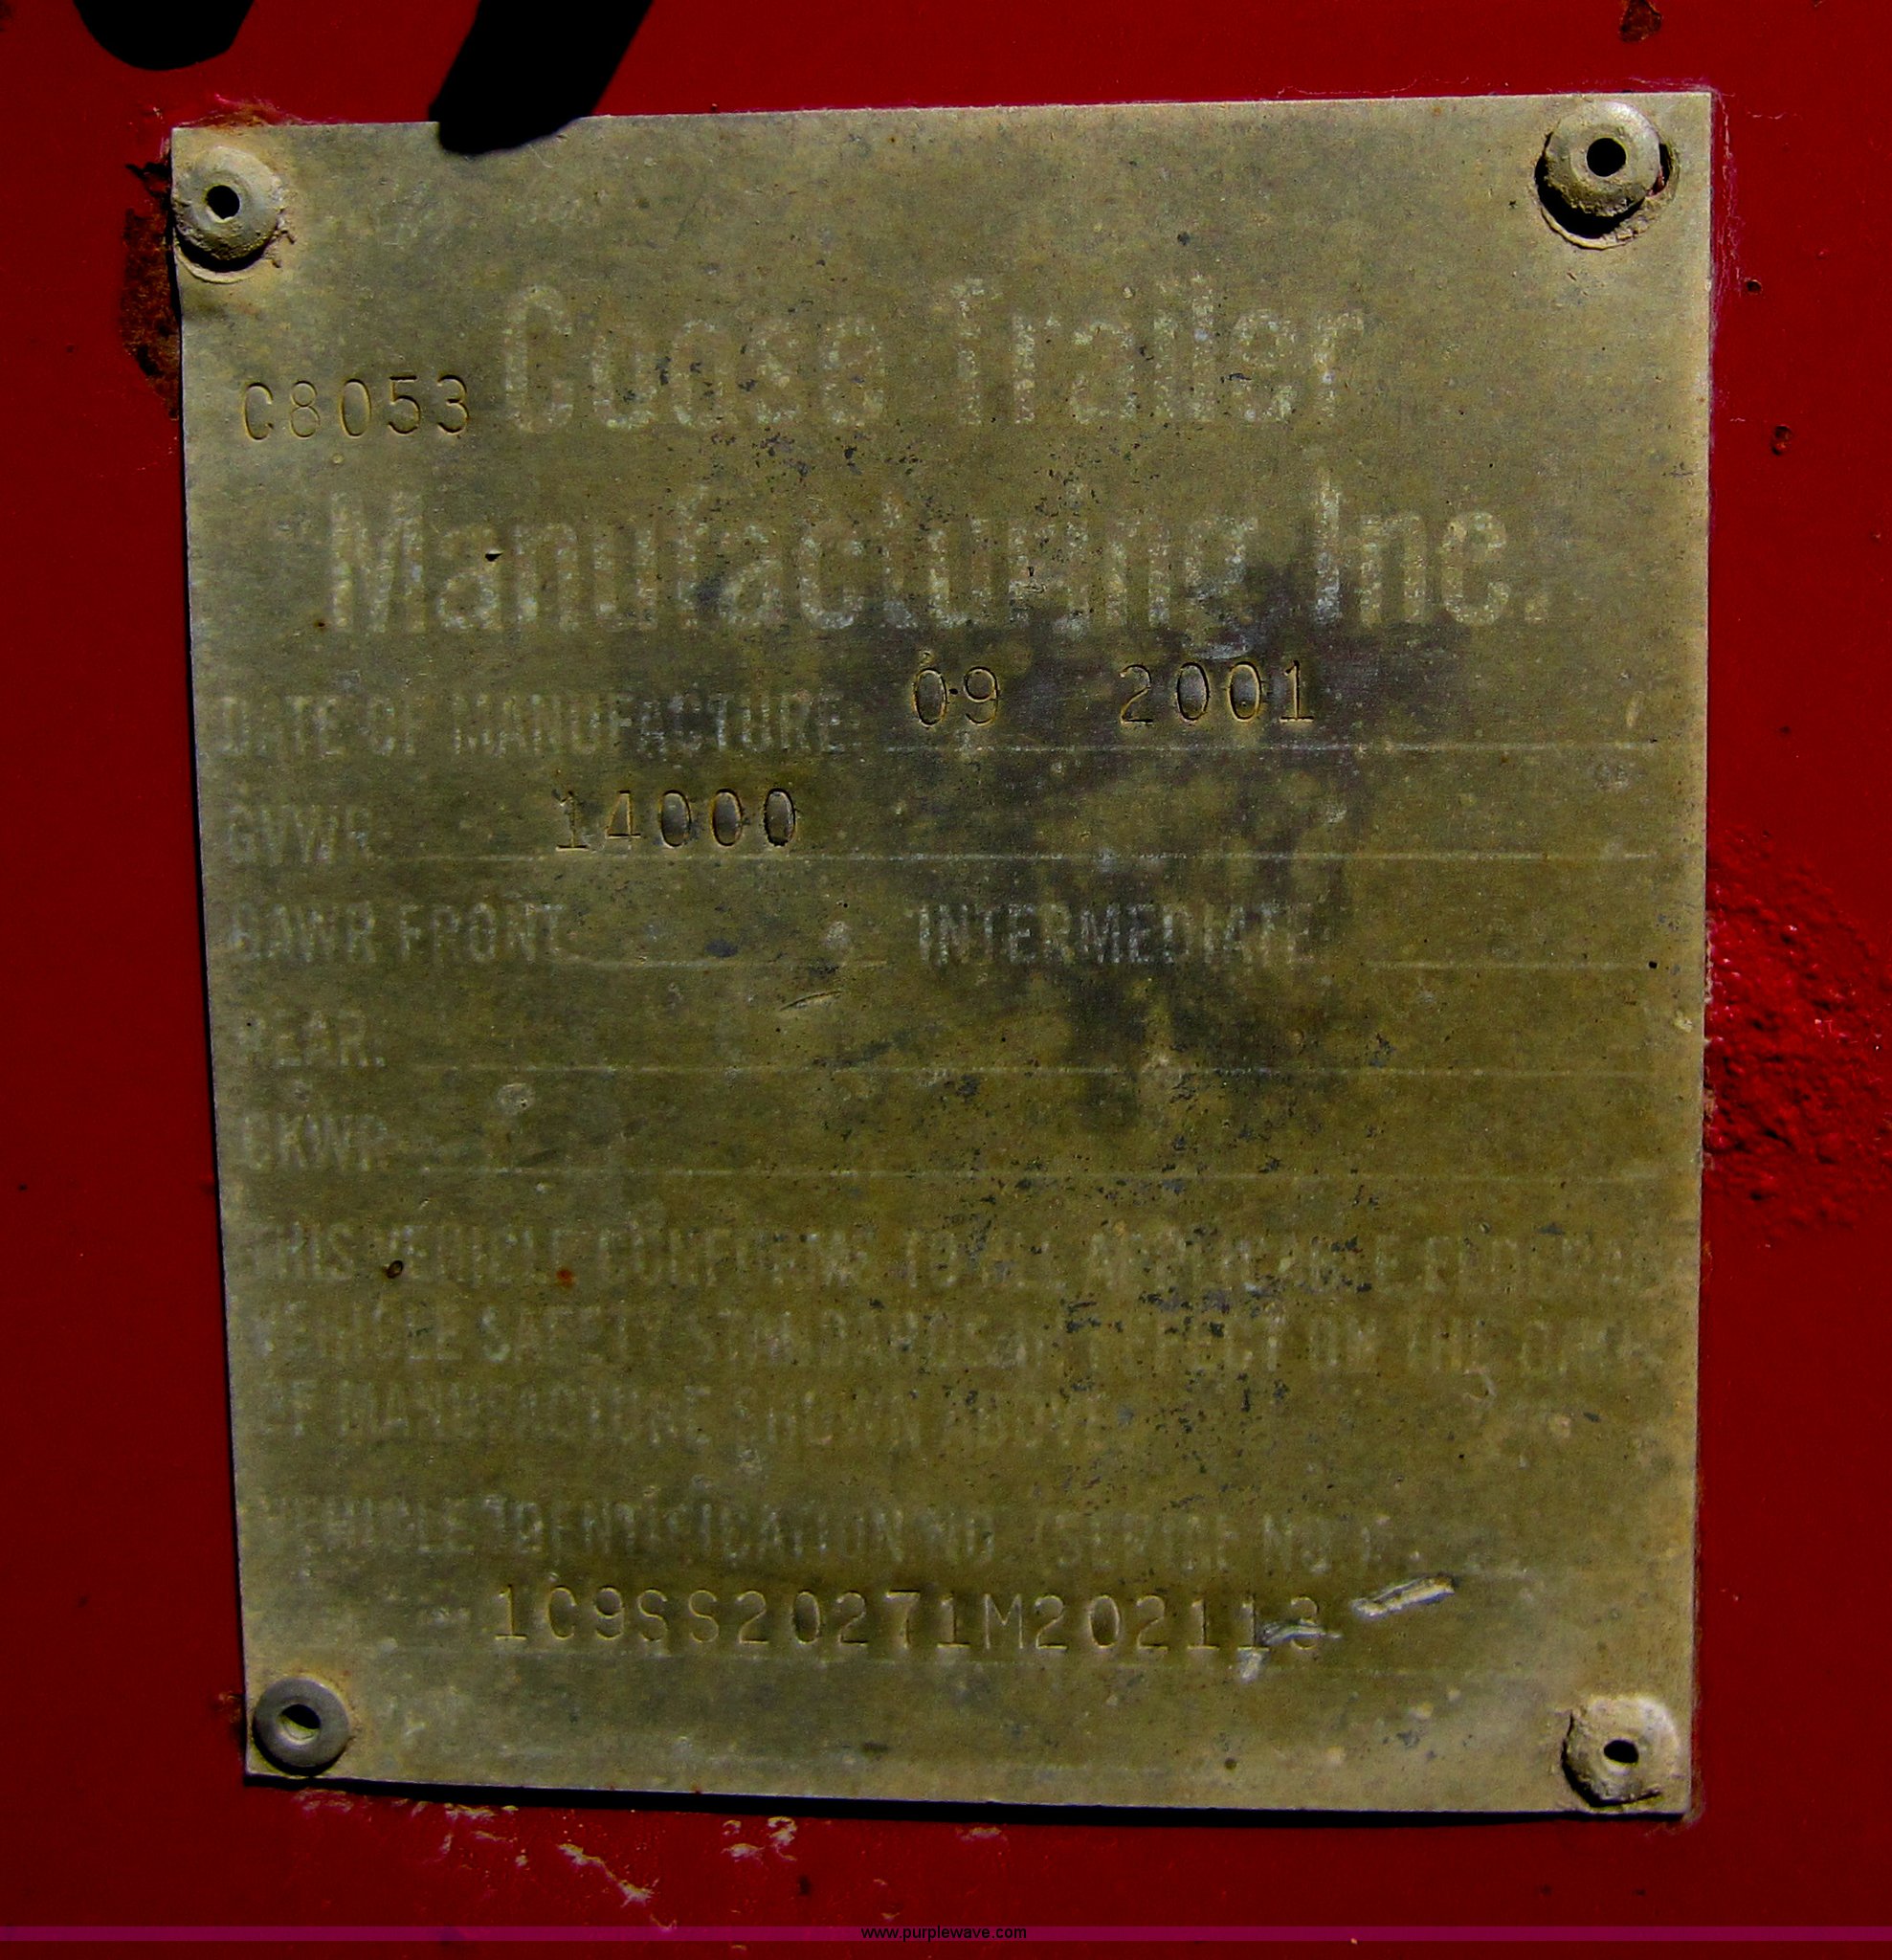 Coose Trailer
C8053
Manufacturing Inc.
DATE OF MANUFACTURE: 09 2001
GVWR: 14000
GAWR FRONT INTERMEDIATE
REAR:
GKWR
THIS VEHICLE CONFORMS TO ALL APPLICABLE FEDERAL
VEHICLE SAFETY STANDARDS IN EFFECT ON THE DATE
OF MANUFACTURE SHOWN ABOVE.
VEHICLE IDENTIFICATION NO. (SERIAL NO.):
1C9SS20271M202113
www.purplewave.com